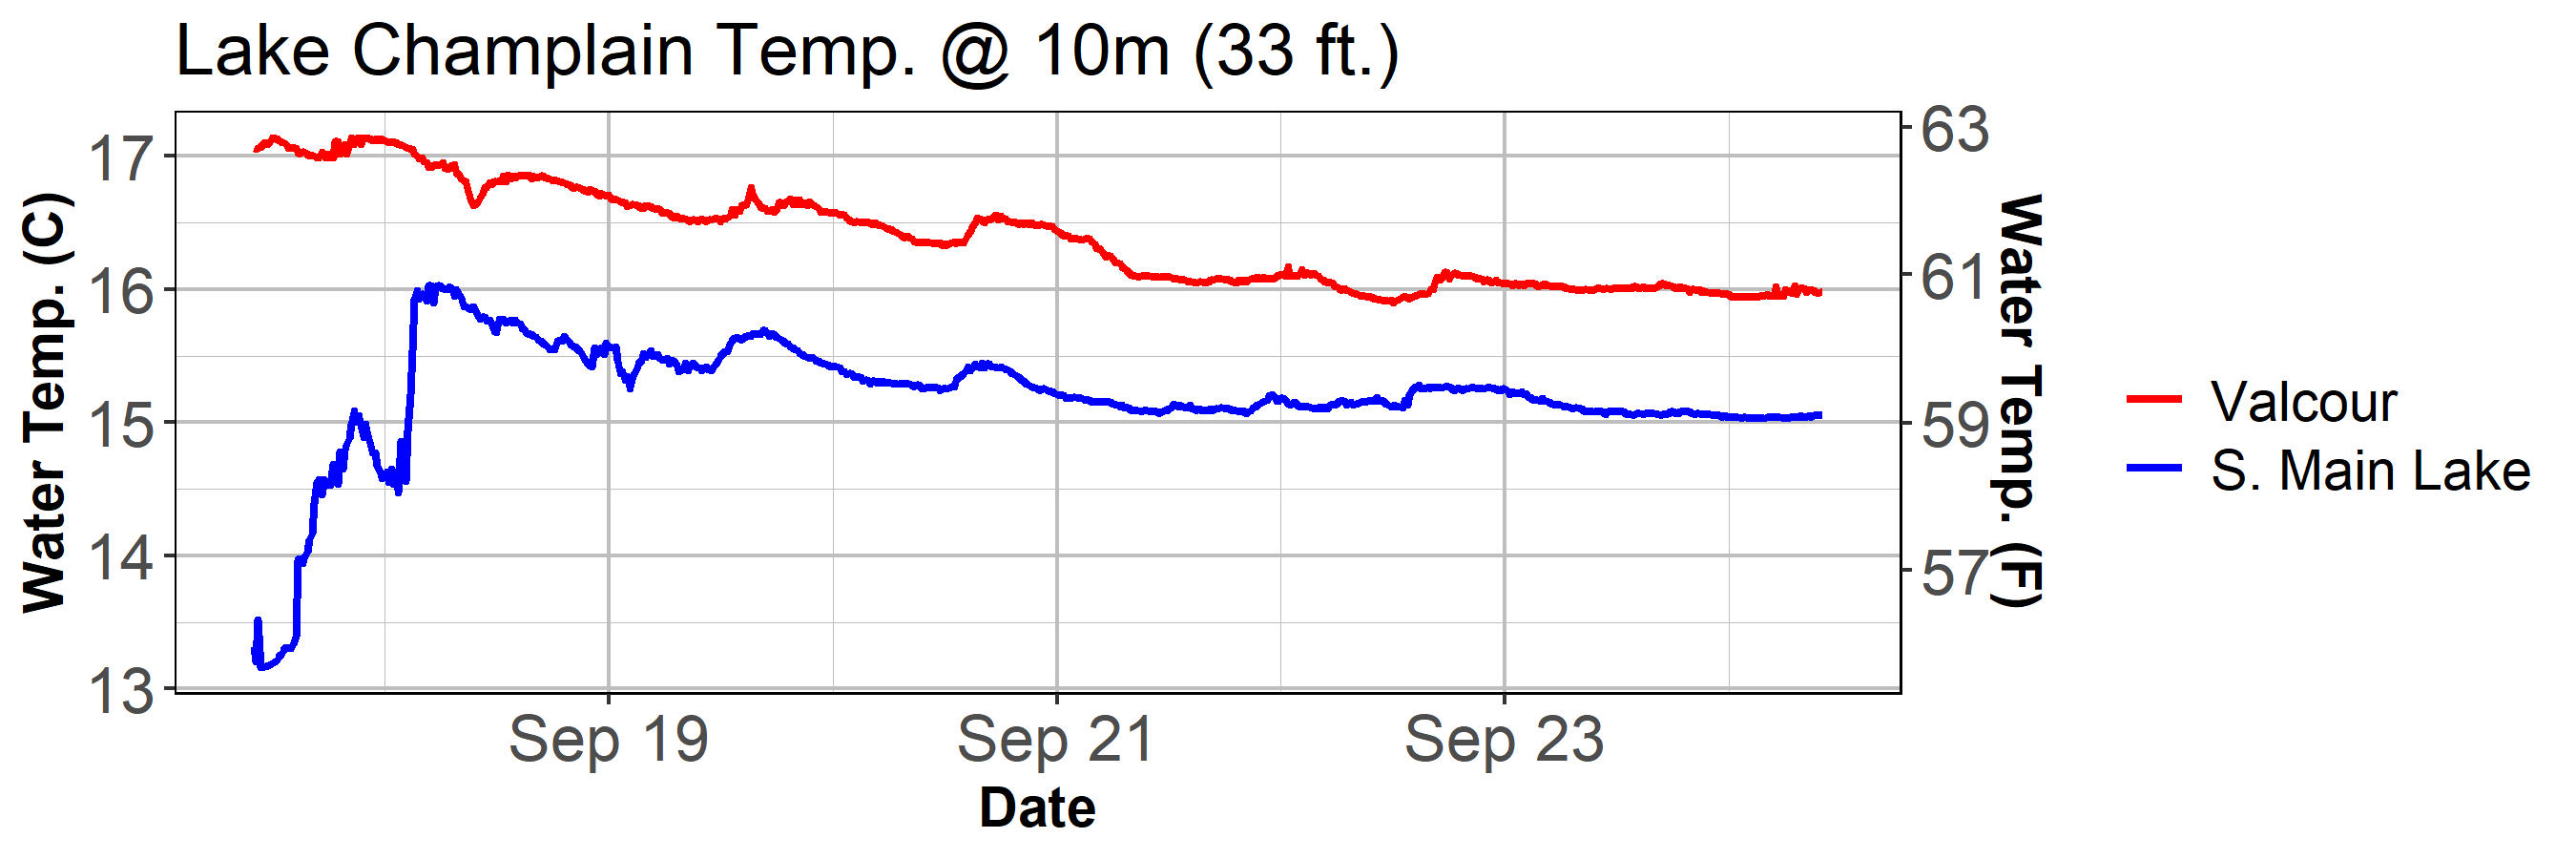 Lake Champlain Temp. @ 10m (33 ft.)
Water Temp. (C)
17
16
15
14
13
63
61
59
57
Water Temp. (F)
Sep 19
Sep 21
Sep 23
Date
Valcour
S. Main Lake